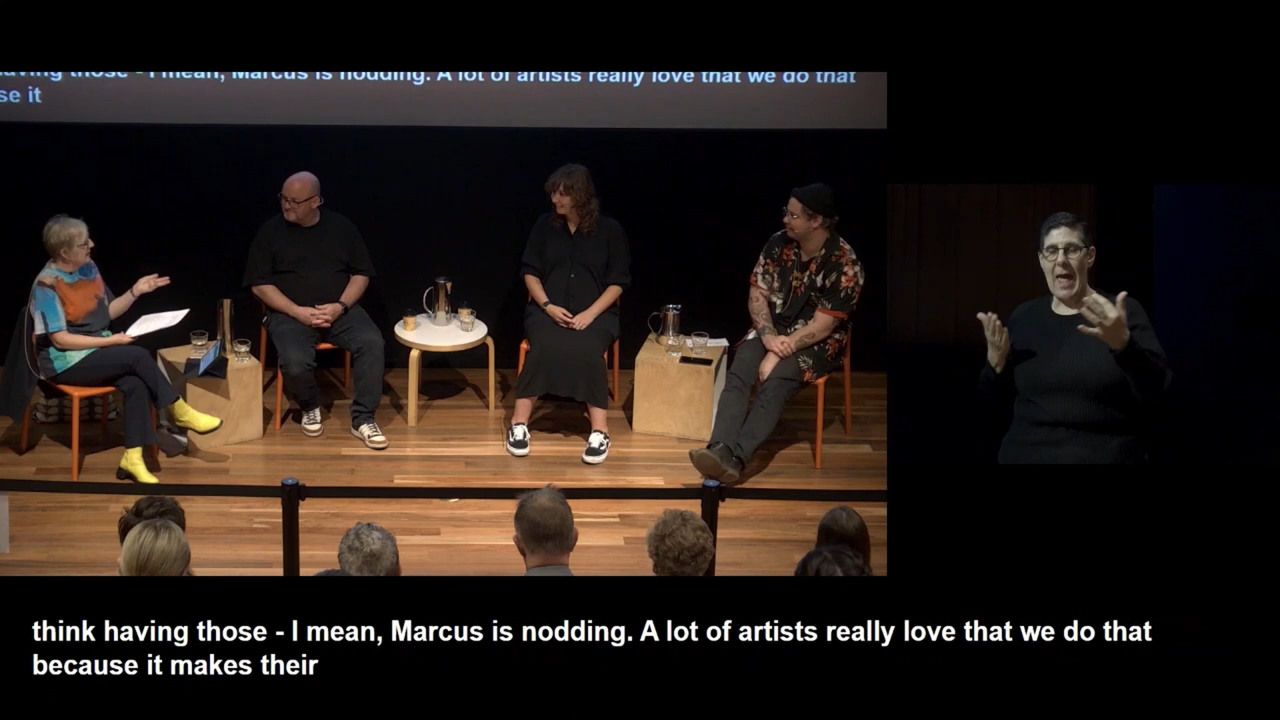 having those - I mean, Marcus is nodding. A lot of artists really love that we do that
se it
think having those - I mean, Marcus is nodding. A lot of artists really love that we do that
because it makes their